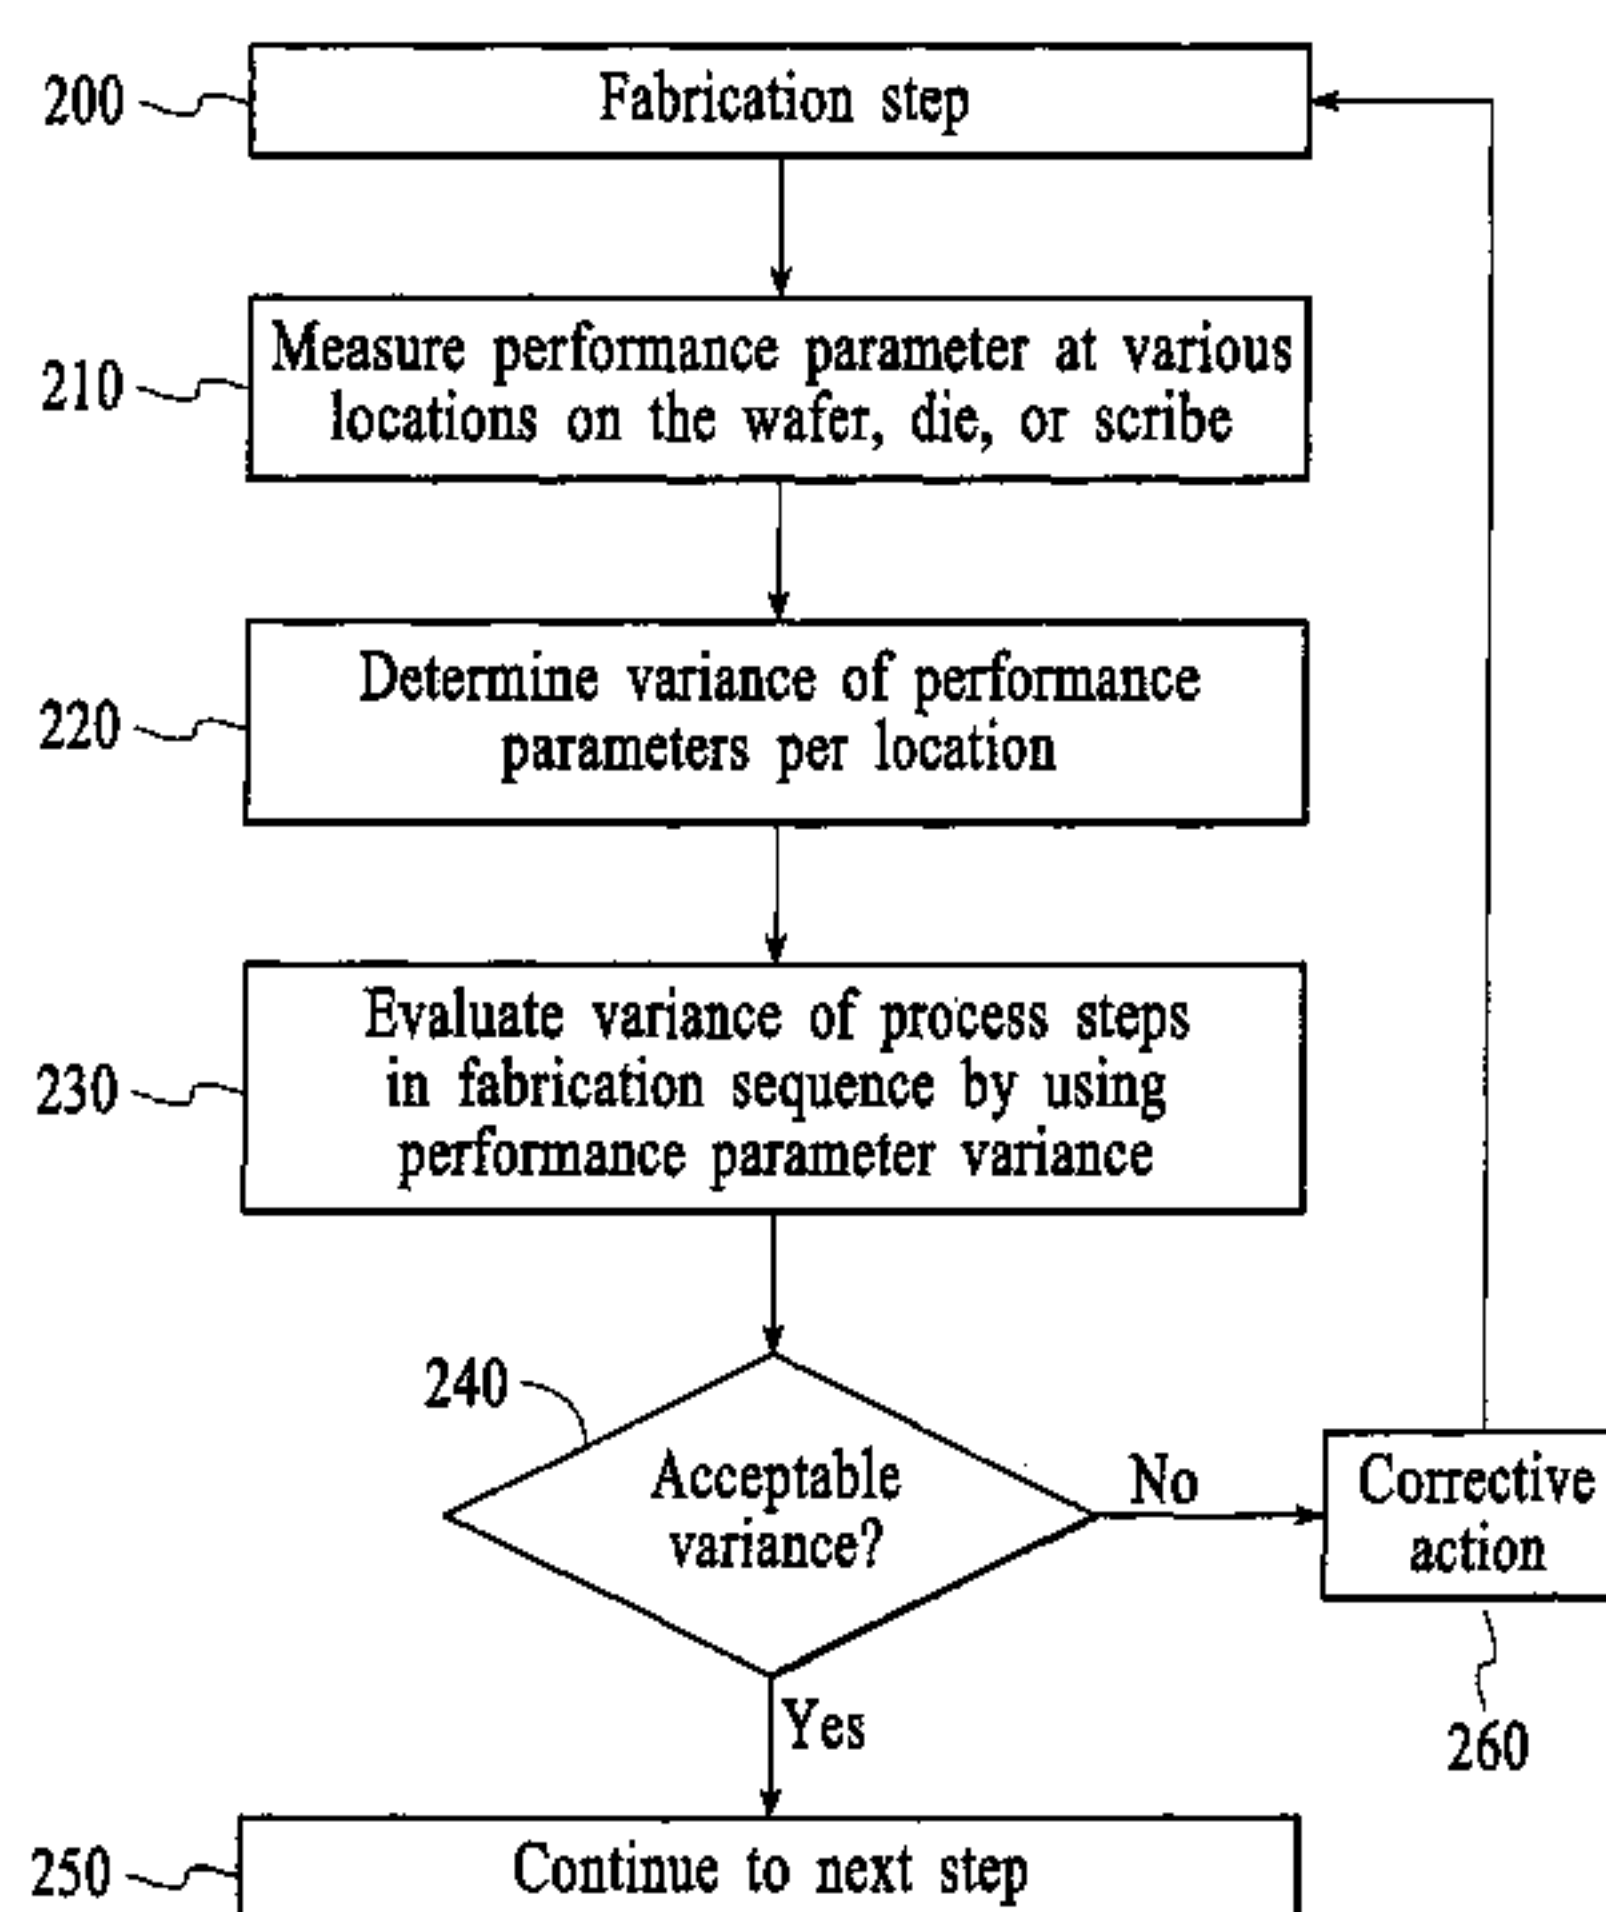 200
Fabrication step
210
Measure performance parameter at various
locations on the wafer, die, or scribe
220
Determine variance of performance
parameters per location
230
Evaluate variance of process steps
in fabrication sequence by using
performance parameter variance
240
Acceptable
variance?
No
Corrective
action
Yes
260
250
Continue to next step